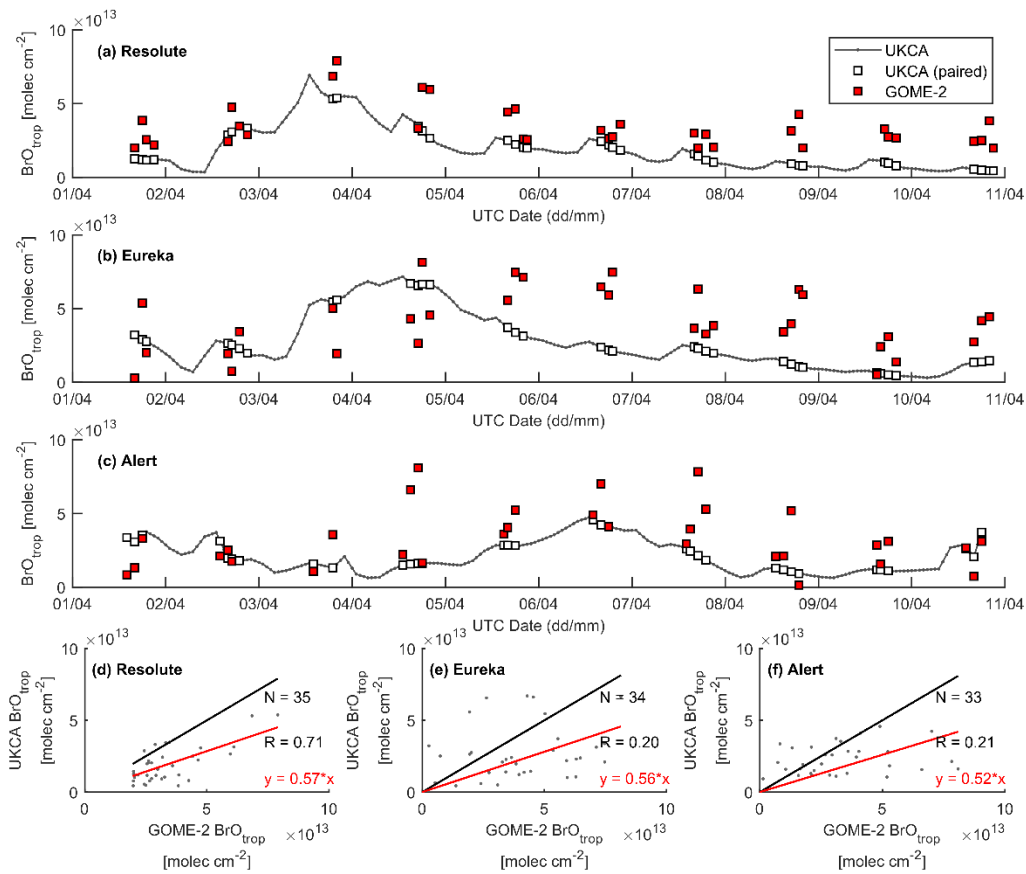 ×10^13
10
5
0
BrO_trop [molec cm^-2]
(a) Resolute
UKCA
UKCA (paired)
GOME-2
01/04 02/04 03/04 04/04 05/04 06/04 07/04 08/04 09/04 10/04 11/04
UTC Date (dd/mm)
×10^13
10
5
0
BrO_trop [molec cm^-2]
(b) Eureka
01/04 02/04 03/04 04/04 05/04 06/04 07/04 08/04 09/04 10/04 11/04
UTC Date (dd/mm)
×10^13
10
5
0
BrO_trop [molec cm^-2]
(c) Alert
01/04 02/04 03/04 04/04 05/04 06/04 07/04 08/04 09/04 10/04 11/04
UTC Date (dd/mm)
×10^13
10
5
0
UKCA BrO_trop
[molec cm^-2]
(d) Resolute
N = 35
R = 0.71
y = 0.57*x
0 5 10
GOME-2 BrO_trop ×10^13
[molec cm^-2]
×10^13
10
5
0
UKCA BrO_trop
[molec cm^-2]
(e) Eureka
N = 34
R = 0.20
y = 0.56*x
0 5 10
GOME-2 BrO_trop ×10^13
[molec cm^-2]
×10^13
10
5
0
UKCA BrO_trop
[molec cm^-2]
(f) Alert
N = 33
R = 0.21
y = 0.52*x
0 5 10
GOME-2 BrO_trop ×10^13
[molec cm^-2]